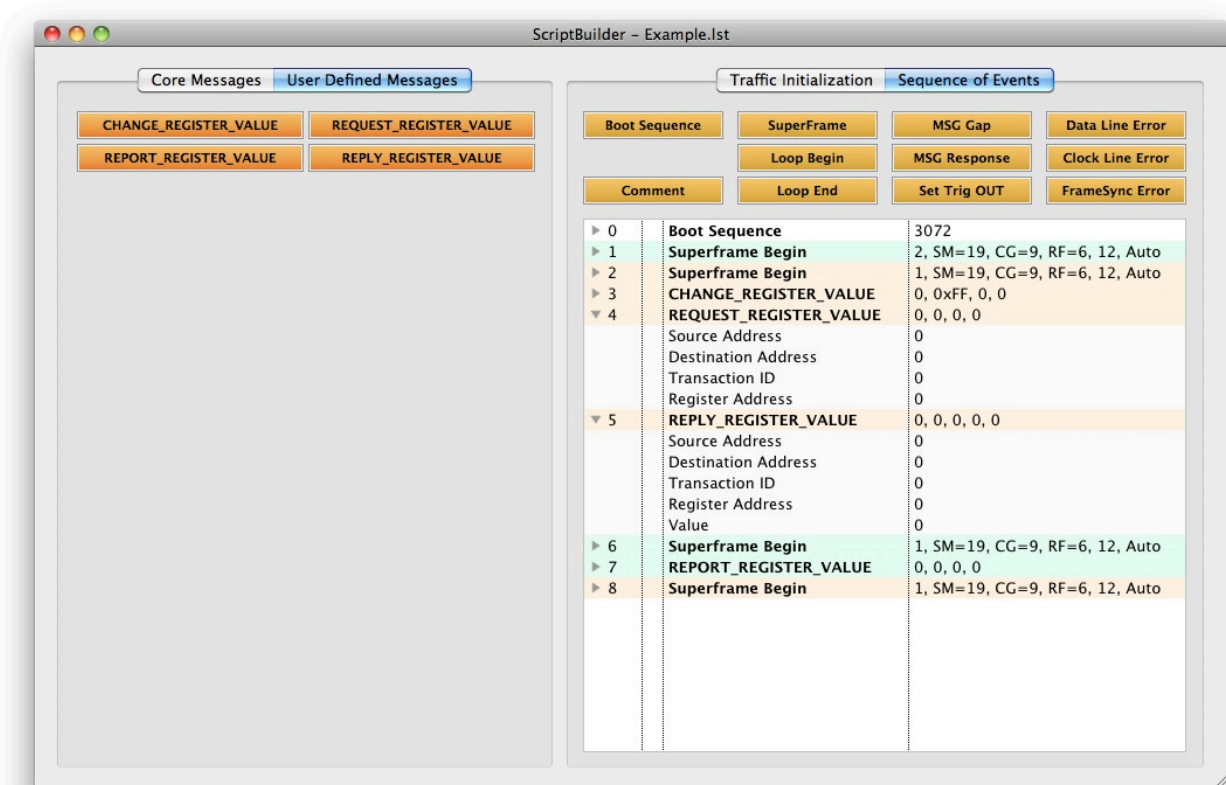 ScriptBuilder – Example.lst
Core Messages User Defined Messages
CHANGE_REGISTER_VALUE REQUEST_REGISTER_VALUE
REPORT_REGISTER_VALUE REPLY_REGISTER_VALUE
Traffic Initialization Sequence of Events
Boot Sequence SuperFrame MSG Gap Data Line Error
Loop Begin MSG Response Clock Line Error
Comment Loop End Set Trig OUT FrameSync Error
0 Boot Sequence 3072
1 Superframe Begin 2, SM=19, CG=9, RF=6, 12, Auto
2 Superframe Begin 1, SM=19, CG=9, RF=6, 12, Auto
3 CHANGE_REGISTER_VALUE 0, 0xFF, 0, 0
4 REQUEST_REGISTER_VALUE 0, 0, 0, 0
Source Address 0
Destination Address 0
Transaction ID 0
Register Address 0
5 REPLY_REGISTER_VALUE 0, 0, 0, 0, 0
Source Address 0
Destination Address 0
Transaction ID 0
Register Address 0
Value 0
6 Superframe Begin 1, SM=19, CG=9, RF=6, 12, Auto
7 REPORT_REGISTER_VALUE 0, 0, 0, 0
8 Superframe Begin 1, SM=19, CG=9, RF=6, 12, Auto